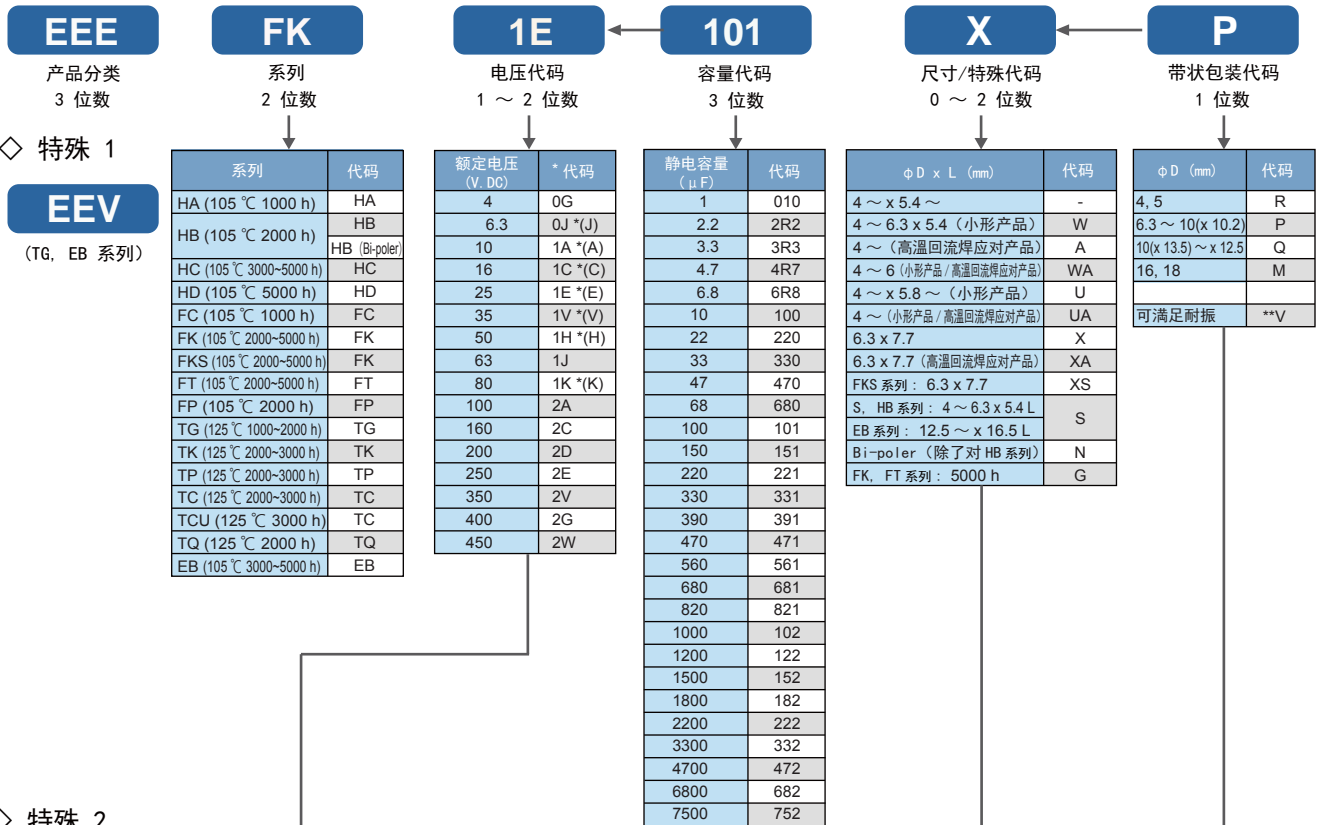 EEE FK 1E 101 X P
产品分类 系列 电压代码 容量代码 尺寸/特殊代码 带状包装代码
3 位数 2 位数 1 ～ 2 位数 3 位数 0 ～ 2 位数 1 位数
◇ 特殊 1
EEV
(TG, EB 系列)
系列 代码
HA (105 ℃ 1000 h) HA
HB (105 ℃ 2000 h) HB
HB (Bi-poler)
HC (105 ℃ 3000~5000 h) HC
HD (105 ℃ 5000 h) HD
FC (105 ℃ 1000 h) FC
FK (105 ℃ 2000~5000 h) FK
FKS (105 ℃ 2000~5000 h) FK
FT (105 ℃ 2000~5000 h) FT
FP (105 ℃ 2000 h) FP
TG (125 ℃ 1000~2000 h) TG
TK (125 ℃ 2000~3000 h) TK
TP (125 ℃ 2000~3000 h) TP
TC (125 ℃ 2000~3000 h) TC
TCU (125 ℃ 3000 h) TC
TQ (125 ℃ 2000 h) TQ
EB (105 ℃ 3000~5000 h) EB
额定电压 (V.DC) * 代码
4 0G
6.3 0J *(J)
10 1A *(A)
16 1C *(C)
25 1E *(E)
35 1V *(V)
50 1H *(H)
63 1J
80 1K *(K)
100 2A
160 2C
200 2D
250 2E
350 2V
400 2G
450 2W
静电容量 (μF) 代码
1 010
2.2 2R2
3.3 3R3
4.7 4R7
6.8 6R8
10 100
22 220
33 330
47 470
68 680
100 101
150 151
220 221
330 331
390 391
470 471
560 561
680 681
820 821
1000 102
1200 122
1500 152
1800 182
2200 222
3300 332
4700 472
6800 682
7500 752
φD x L (mm) 代码
4 ～ x 5.4 ～ -
4 ～ 6.3 x 5.4 (小形产品) W
4 ～ (高溫回流焊应对产品) A
4 ～ 6 (小形产品 / 高溫回流焊应对产品) WA
4 ～ x 5.8 ～ (小形产品) U
4 ～ (小形产品 / 高溫回流焊应对产品) UA
6.3 x 7.7 X
6.3 x 7.7 (高溫回流焊应对产品) XA
FKS 系列 : 6.3 x 7.7 XS
S, HB 系列 : 4 ～ 6.3 x 5.4 L S
EB 系列 : 12.5 ～ x 16.5 L
Bi-poler (除了对 HB 系列) N
FK, FT 系列 : 5000 h G
φD (mm) 代码
4, 5 R
6.3 ～ 10(x 10.2) P
10(x 13.5) ～ x 12.5 Q
16, 18 M
可满足耐振 **V
◇ 特殊 2